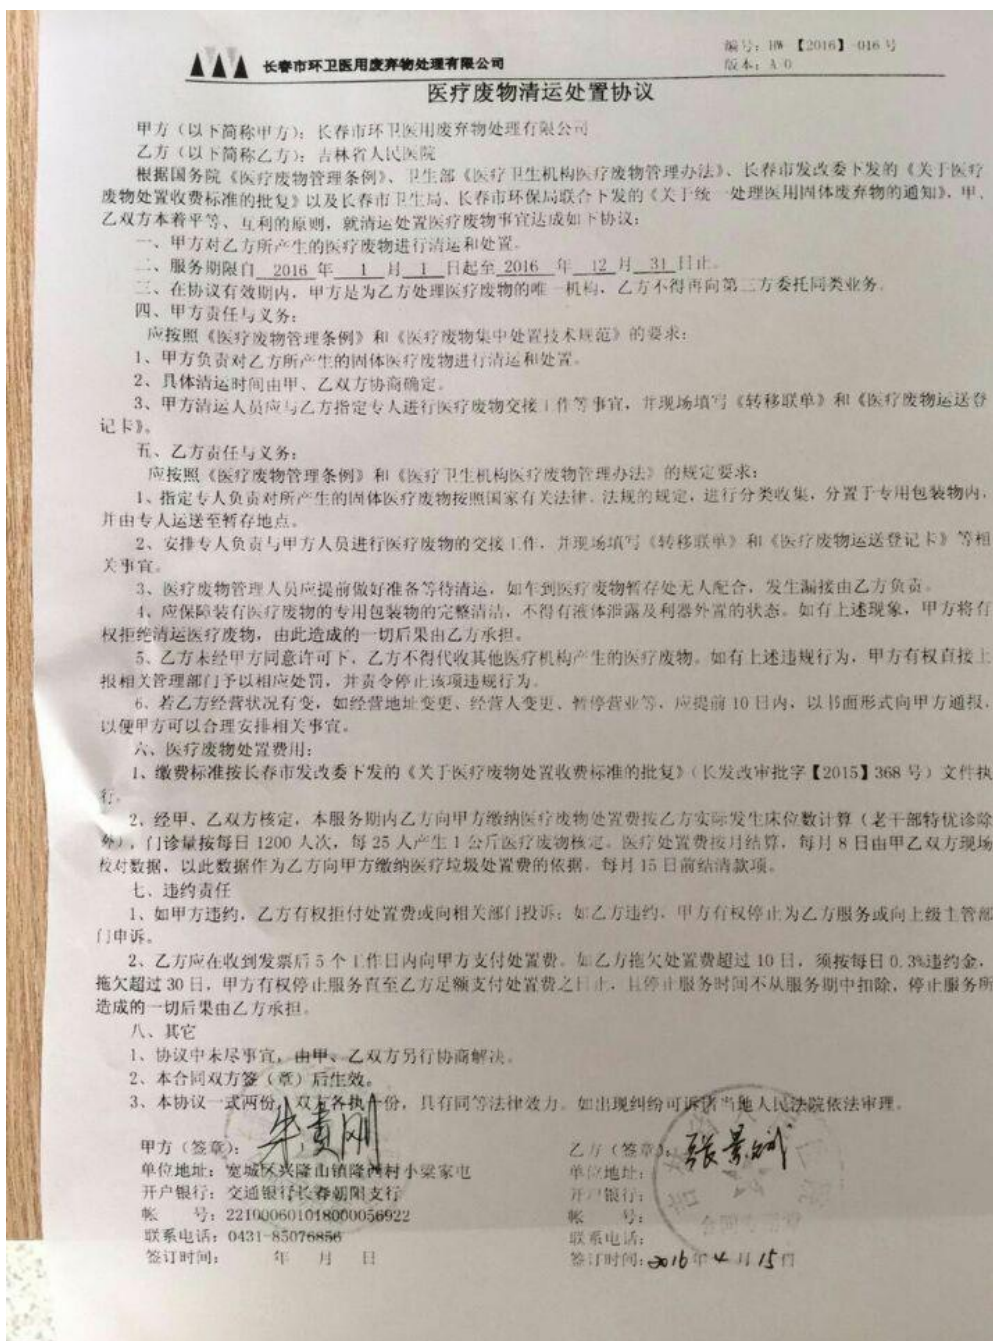 编号：HW【2016】-016号
长春市环卫医用废弃物处理有限公司
版本：A-0
医疗废物清运处置协议
甲方（以下简称甲方）：长春市环卫医用废弃物处理有限公司
乙方（以下简称乙方）：吉林省人民医院
根据国务院《医疗废物管理条例》、卫生部《医疗卫生机构医疗废物管理办法》、长春市发改委下发的《关于医疗
废物处置收费标准的批复》以及长春市卫生局、长春市环保局联合下发的《关于统一处理医用固体废弃物的通知》，甲、
乙双方本着平等、互利的原则，就清运处置医疗废物事宜达成如下协议：
一、甲方对乙方所产生的医疗废物进行清运和处置。
二、服务期限自 2016 年 1 月 1 日起至 2016 年 12 月 31 日止。
三、在协议有效期内，甲方是为乙方处理医疗废物的唯一机构，乙方不得再向第三方委托同类业务。
四、甲方责任与义务：
应按照《医疗废物管理条例》和《医疗废物集中处置技术规范》的要求：
1、甲方负责对乙方所产生的固体医疗废物进行清运和处置。
2、具体清运时间由甲、乙双方协商确定。
3、甲方清运人员应与乙方指定专人进行医疗废物交接工作等事宜，并现场填写《转移联单》和《医疗废物运送登
记卡》。
五、乙方责任与义务：
应按照《医疗废物管理条例》和《医疗卫生机构医疗废物管理办法》的规定要求：
1、指定专人负责对所产生的固体医疗废物按照国家有关法律、法规的规定，进行分类收集，分置于专用包装物内，
并由专人运送至暂存地点。
2、安排专人负责与甲方人员进行医疗废物的交接工作，并现场填写《转移联单》和《医疗废物运送登记卡》等相
关事宜。
3、医疗废物管理人员应提前做好准备等待清运，如车到医疗废物暂存处无人配合，发生漏接由乙方负责。
4、应保障装有医疗废物的专用包装物的完整清洁，不得有液体泄露及利器外置的状态。如有上述现象，甲方将有
权拒绝清运医疗废物，由此造成的一切后果由乙方承担。
5、乙方未经甲方同意许可下，乙方不得代收其他医疗机构产生的医疗废物。如有上述违规行为，甲方有权直接上
报相关管理部门予以相应处罚，并责令停止该项违规行为。
6、若乙方经营状况有变，如经营地址变更、经营人变更、暂停营业等，应提前10日内，以书面形式向甲方通报，
以便甲方可以合理安排相关事宜。
六、医疗废物处置费用：
1、缴费标准按长春市发改委下发的《关于医疗废物处置收费标准的批复》（长发改审批字【2015】368号）文件执
行。
2、经甲、乙双方核定，本服务期内乙方向甲方缴纳医疗废物处置费按乙方实际发生床位数计算（老干部特优诊除
外），门诊量按每日1200人次，每25人产生1公斤医疗废物核定。医疗处置费按月结算，每月8日由甲乙双方现场
校对数据，以此数据作为乙方向甲方缴纳医疗垃圾处置费的依据，每月15日前结清款项。
七、违约责任
1、如甲方违约，乙方有权拒付处置费或向相关部门投诉；如乙方违约，甲方有权停止为乙方服务或向上级主管部
门申诉。
2、乙方应在收到发票后5个工作日内向甲方支付处置费。如乙方拖欠处置费超过10日，须按每日0.3%违约金，
拖欠超过30日，甲方有权停止服务直至乙方足额支付处置费之日止，且停止服务时间不从服务期中扣除，停止服务所
造成的一切后果由乙方承担。
八、其它
1、协议中未尽事宜，由甲、乙双方另行协商解决。
2、本合同双方签（章）后生效。
3、本协议一式两份，双方各执一份，具有同等法律效力。如出现纠纷可诉诸当地人民法院依法审理。
甲方（签章）：朱贵刚
乙方（签章）：张景斌
单位地址：宽城区兴隆山镇隆西村小梁家屯
单位地址：
开户银行：交通银行长春朝阳支行
开户银行：
帐 号：221000601018000056922
帐 号：
联系电话：0431-85076856
联系电话：
签订时间： 年 月 日
签订时间：2016年4月15日